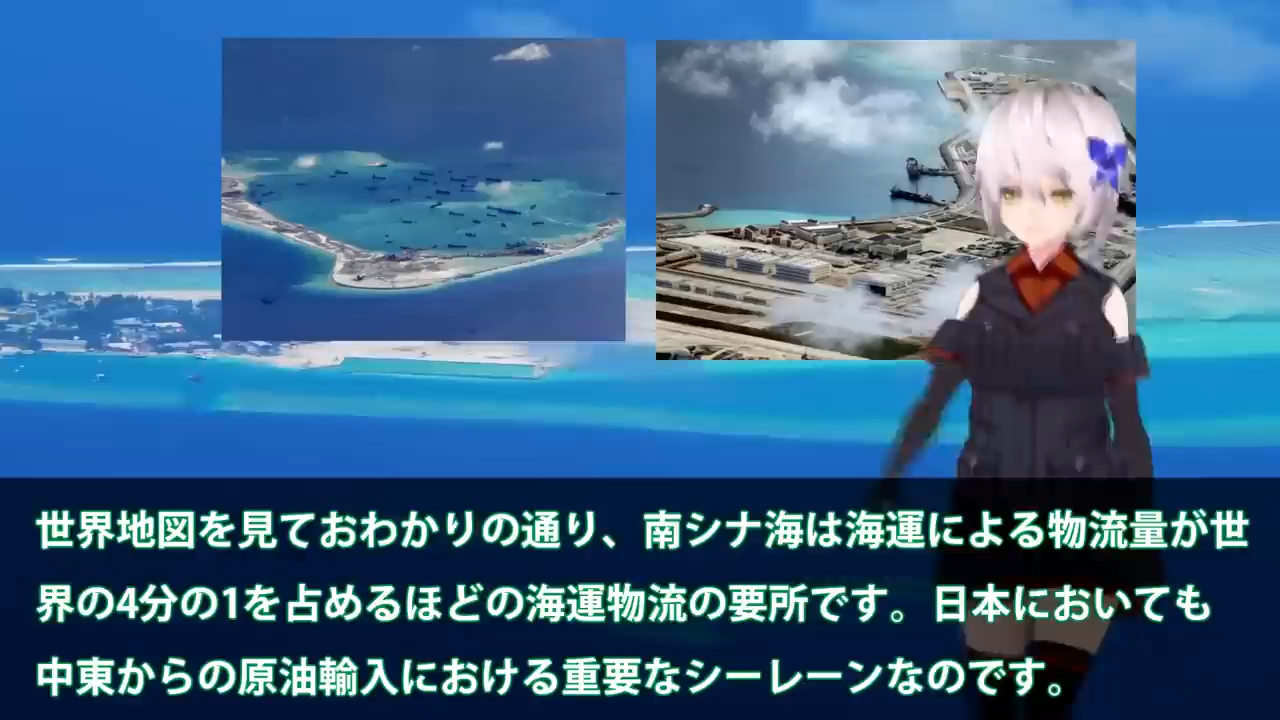 世界地図を見ておわかりの通り、南シナ海は海運による物流量が世
界の4分の1を占めるほどの海運物流の要所です。日本においても
中東からの原油輸入における重要なシーレーンなのです。